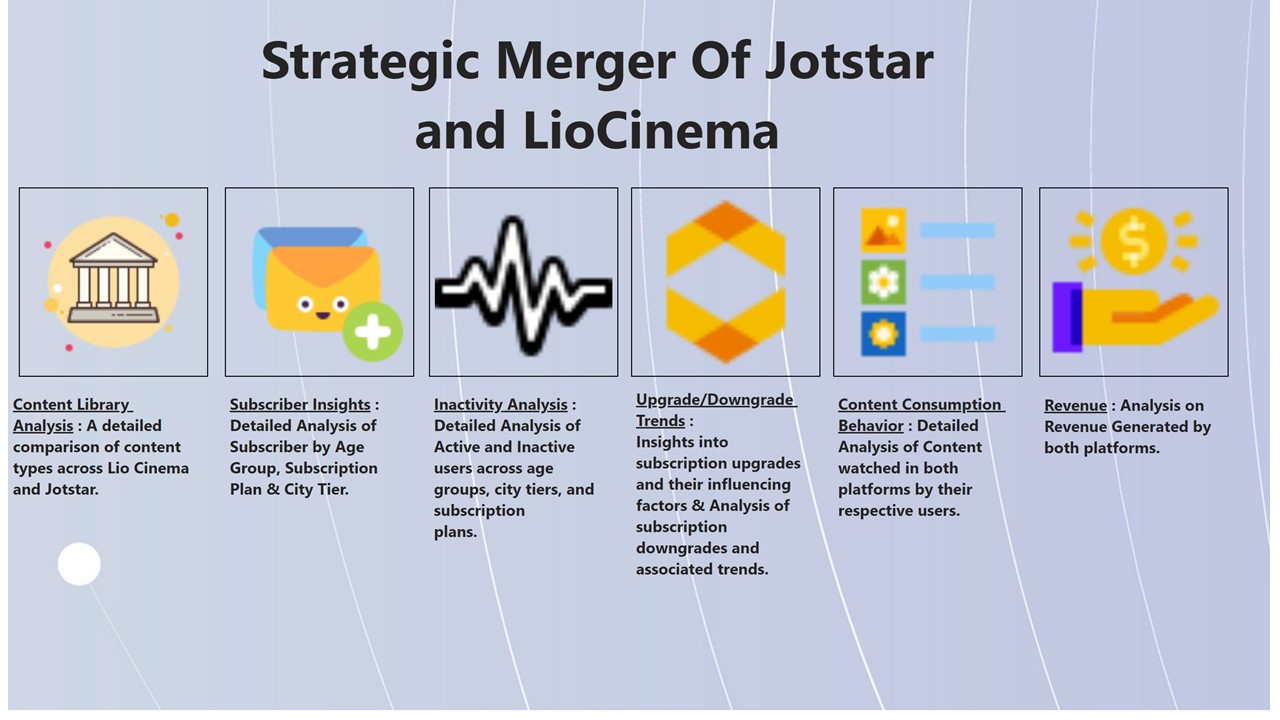 Strategic Merger Of Jotstar
and LioCinema
Content Library
Analysis : A detailed
comparison of content
types across Lio Cinema
and Jotstar.
Subscriber Insights :
Detailed Analysis of
Subscriber by Age
Group, Subscription
Plan & City Tier.
Inactivity Analysis :
Detailed Analysis of
Active and Inactive
users across age
groups, city tiers, and
subscription
plans.
Upgrade/Downgrade
Trends :
Insights into
subscription upgrades
and their influencing
factors & Analysis of
subscription
downgrades and
associated trends.
Content Consumption
Behavior : Detailed
Analysis of Content
watched in both
platforms by their
respective users.
Revenue : Analysis on
Revenue Generated by
both platforms.